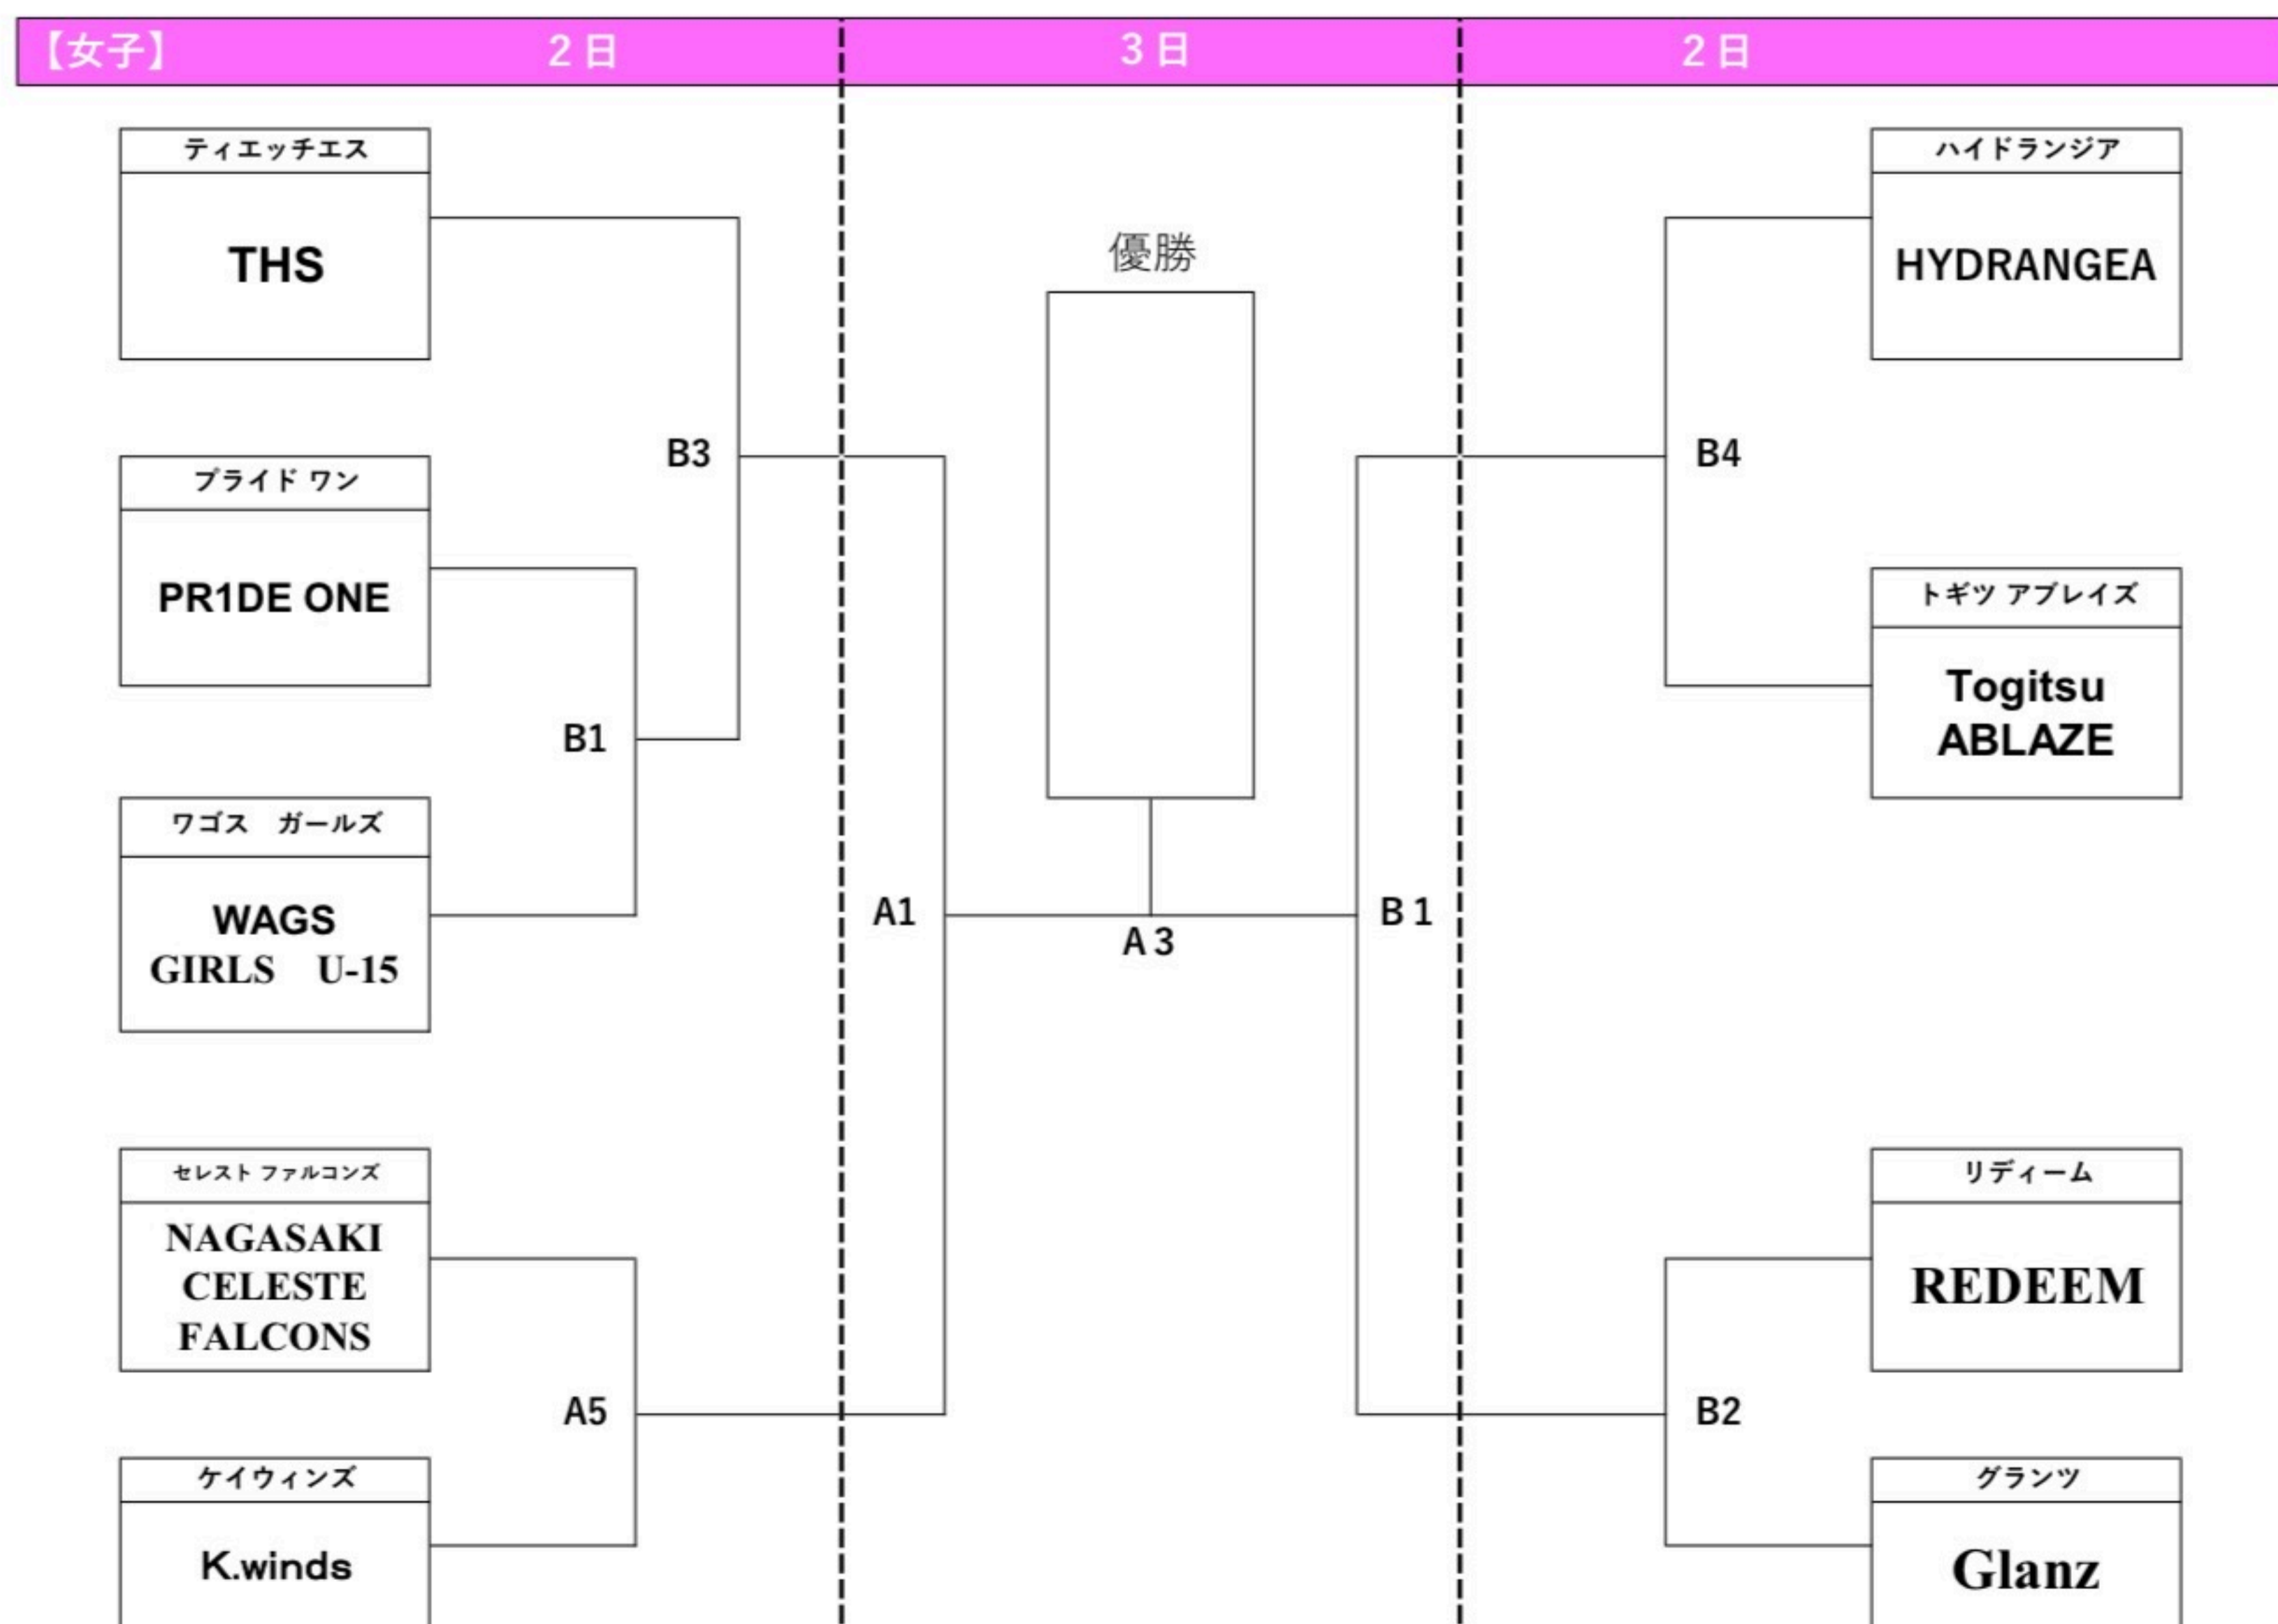 【女子】 2日 3日 2日
ティエッチエス
THS
プライド ワン
PR1DE ONE
ワゴス　ガールズ
WAGS
GIRLS　U-15
セレスト ファルコンズ
NAGASAKI
CELESTE
FALCONS
ケイウィンズ
K.winds
B3
B1
A5
A1
優勝
A3
B1
B4
B2
ハイドランジア
HYDRANGEA
トギツ アブレイズ
Togitsu
ABLAZE
リディーム
REDEEM
グランツ
Glanz